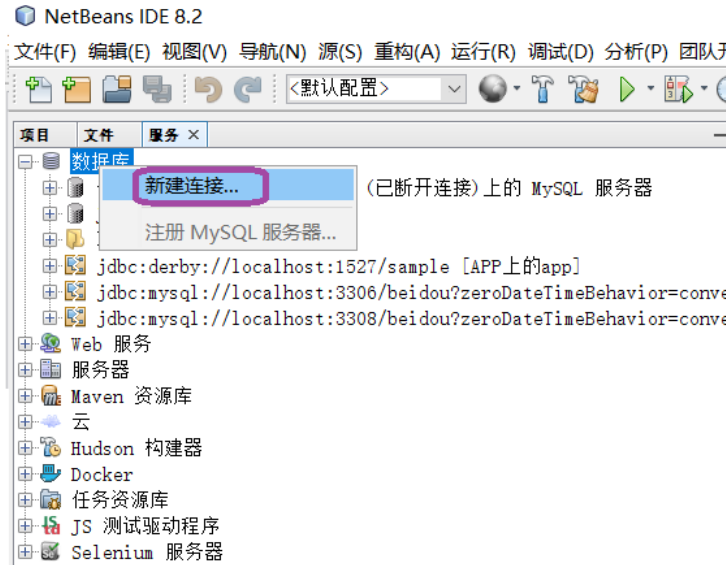 NetBeans IDE 8.2
文件(F) 编辑(E) 视图(V) 导航(N) 源(S) 重构(A) 运行(R) 调试(D) 分析(P) 团队
<默认配置>
项目 文件 服务
数据库
新建连接... (已断开连接)上的 MySQL 服务器
注册 MySQL 服务器...
jdbc:derby://localhost:1527/sample [APP上的app]
jdbc:mysql://localhost:3306/beidou?zeroDateTimeBehavior=conve
jdbc:mysql://localhost:3308/beidou?zeroDateTimeBehavior=conve
Web 服务
服务器
Maven 资源库
云
Hudson 构建器
Docker
任务资源库
JS 测试驱动程序
Selenium 服务器